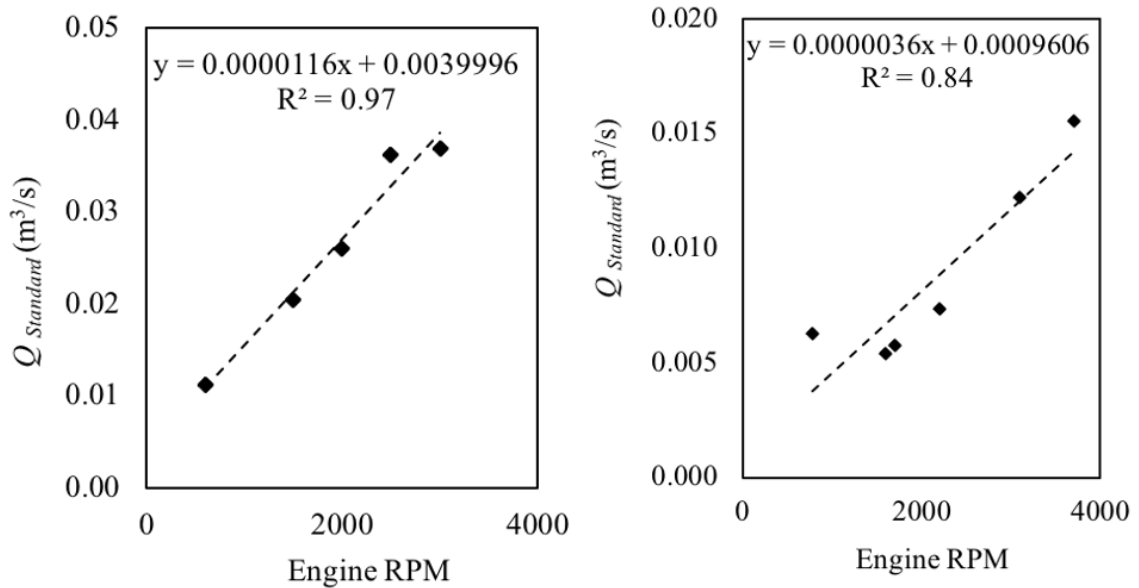 0.05
y = 0.0000116x + 0.0039996
R² = 0.97
0.04
0.03
0.02
0.01
0.00
Q Standard (m³/s)
0
2000
4000
Engine RPM
0.020
y = 0.0000036x + 0.0009606
R² = 0.84
0.015
0.010
0.005
0.000
Q Standard (m³/s)
0
2000
4000
Engine RPM